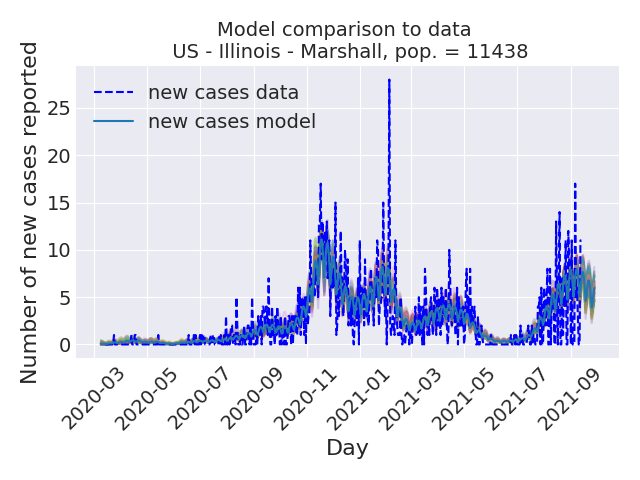 Model comparison to data
US - Illinois - Marshall, pop. = 11438
Number of new cases reported
new cases data
new cases model
25
20
15
10
5
0
2020-03
2020-05
2020-07
2020-09
2020-11
2021-01
2021-03
2021-05
2021-07
2021-09
Day